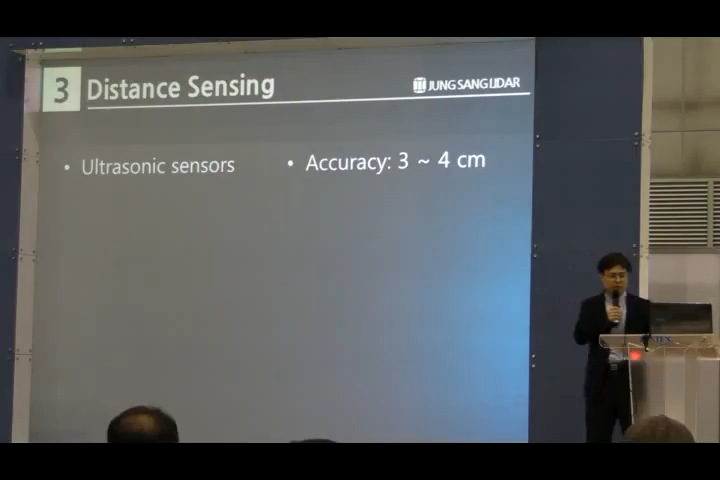 3 Distance Sensing
JUNG SANG LIDAR
• Ultrasonic sensors
• Accuracy: 3 ~ 4 cm